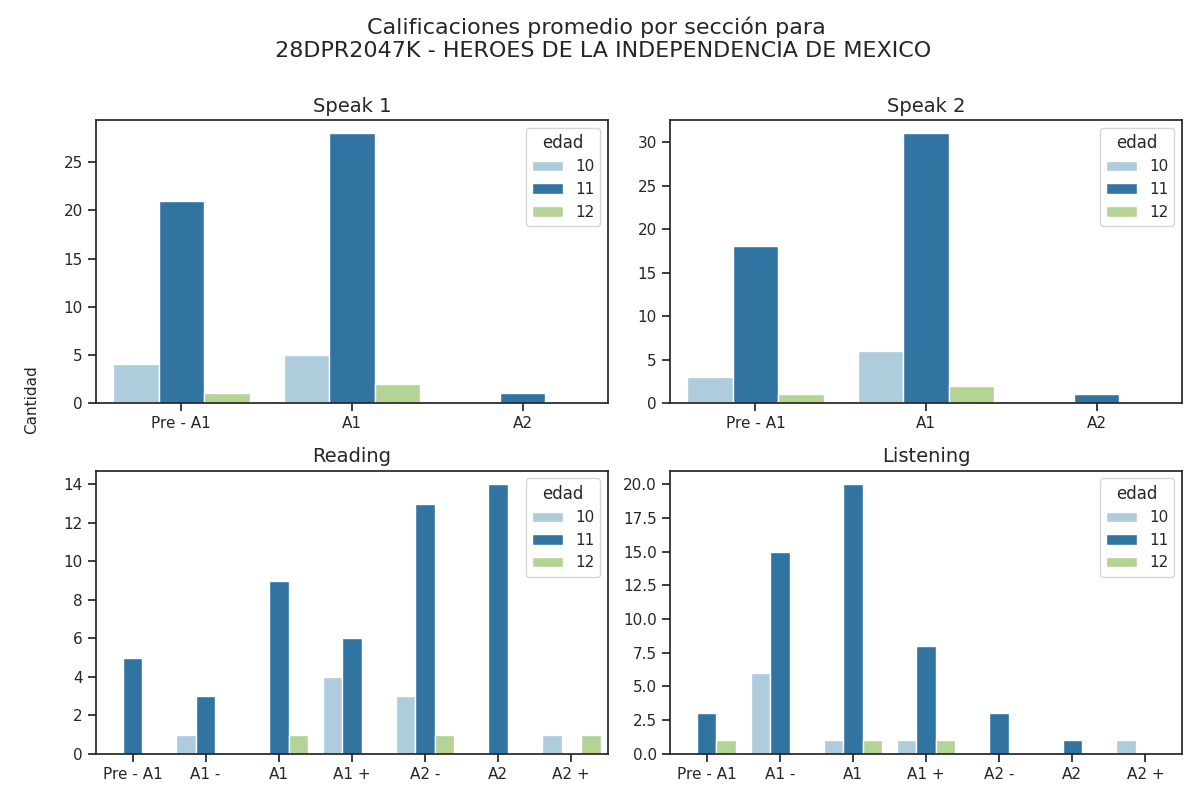 Calificaciones promedio por sección para
28DPR2047K - HEROES DE LA INDEPENDENCIA DE MEXICO
Cantidad
Speak 1
25
20
15
10
5
0
Pre - A1 A1 A2
edad
10
11
12
Speak 2
30
25
20
15
10
5
0
Pre - A1 A1 A2
edad
10
11
12
Reading
14
12
10
8
6
4
2
0
Pre - A1 A1 - A1 A1 + A2 - A2 A2 +
edad
10
11
12
Listening
20.0
17.5
15.0
12.5
10.0
7.5
5.0
2.5
0.0
Pre - A1 A1 - A1 A1 + A2 - A2 A2 +
edad
10
11
12